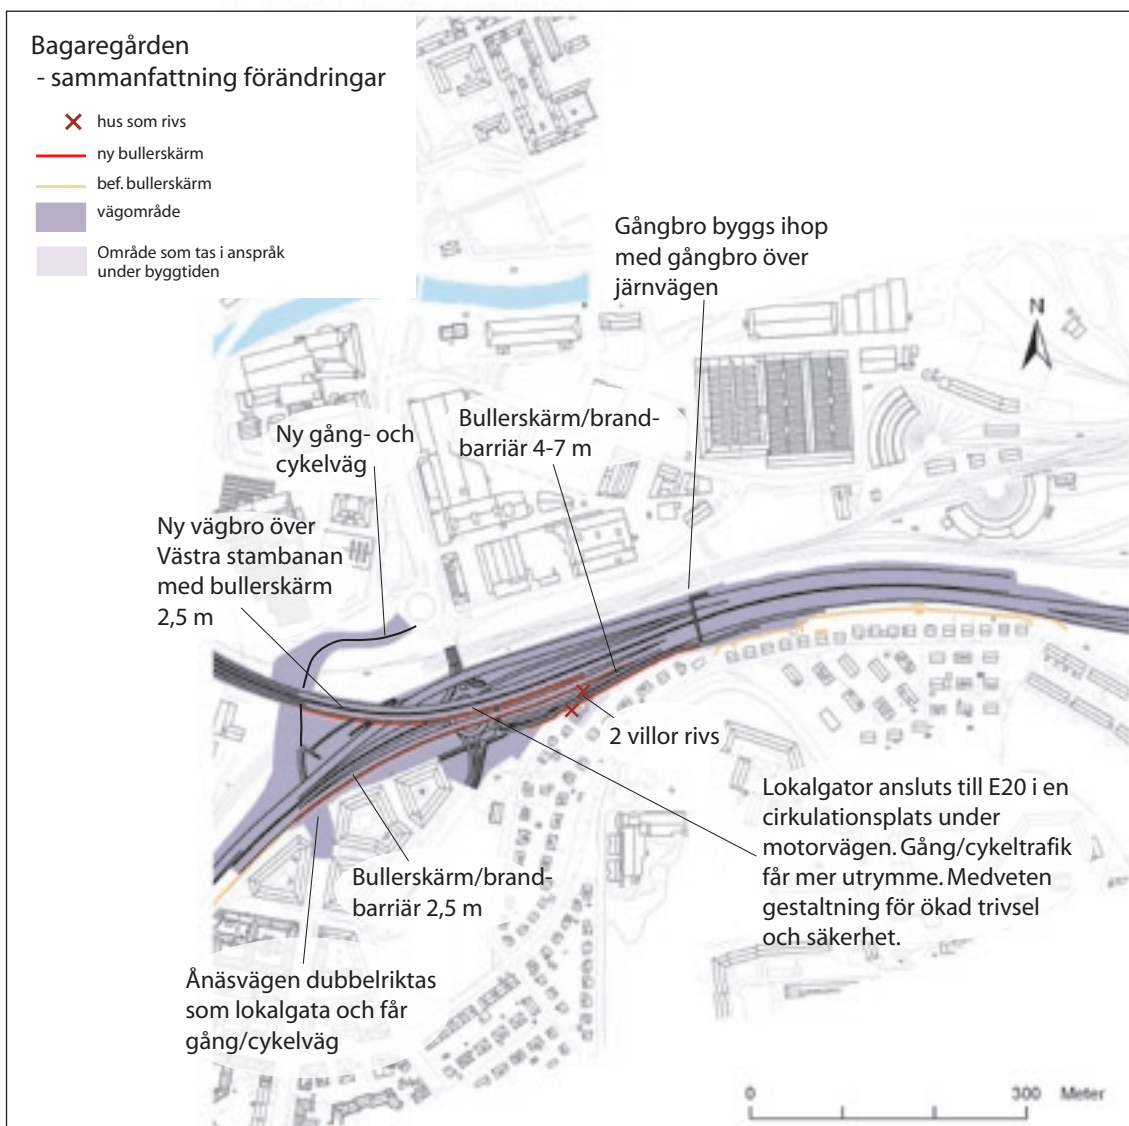 Bagaregården
- sammanfattning förändringar
hus som rivs
ny bullerskärm
bef. bullerskärm
vägområde
Område som tas i anspråk
under byggtiden
Gångbro byggs ihop
med gångbro över
järnvägen
N
Bullerskärm/brand-
barriär 4-7 m
Ny gång- och
cykelväg
Ny vägbro över
Västra stambanan
med bullerskärm
2,5 m
2 villor rivs
Lokalgator ansluts till E20 i en
cirkulationsplats under
motorvägen. Gång/cykeltrafik
får mer utrymme. Medveten
gestaltning för ökad trivsel
och säkerhet.
Bullerskärm/brand-
barriär 2,5 m
Ånäsvägen dubbelriktas
som lokalgata och får
gång/cykelväg
0 300 Meter